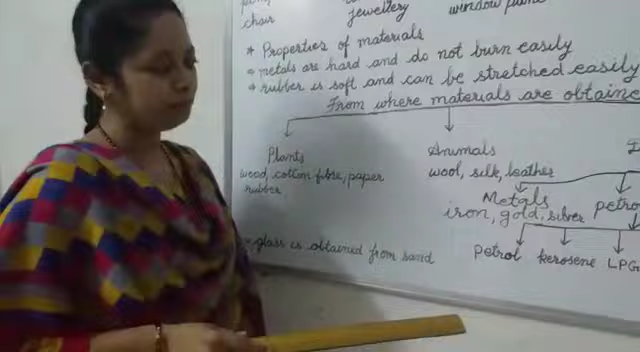 chair
jewellery
window
* Properties of materials
→ metals are hard and do not burn easily
→ rubber is soft and can be stretched easily
From where materials are obtaine
Plants
wood, cotton fibre, paper
rubber
Animals
wool, silk, leather
Metals
iron, gold, silver
petro
petrol kerosene LPG
glass is obtained from sand